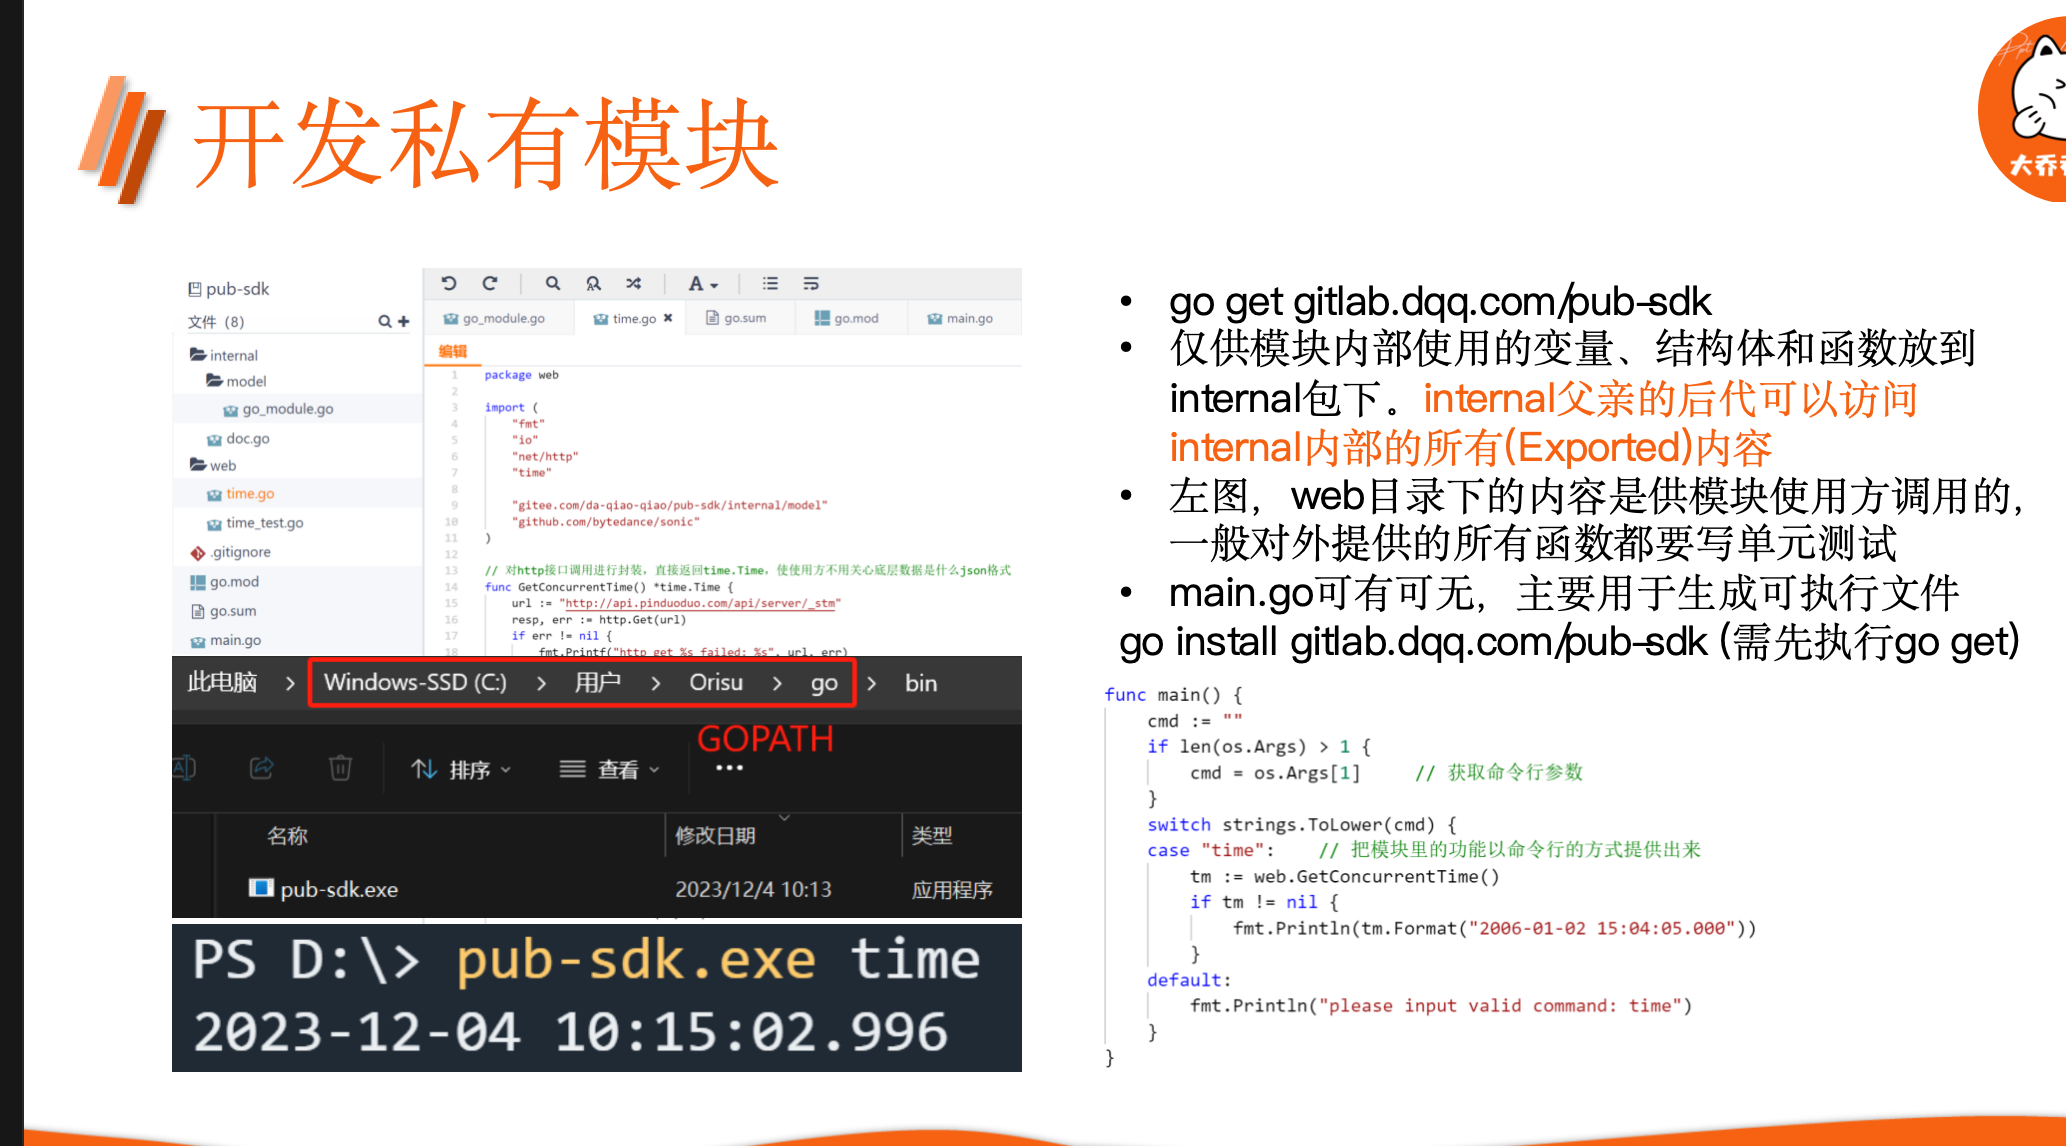 开发私有模块
大乔
pub-sdk
文件 (8)
internal
model
go_module.go
doc.go
web
time.go
time_test.go
.gitignore
go.mod
go.sum
main.go
go_module.go
time.go
go.sum
go.mod
main.go
编辑
1 package web
2
3 import (
4 "fmt"
5 "io"
6 "net/http"
7 "time"
8
9 "gitee.com/da-qiao-qiao/pub-sdk/internal/model"
10 "github.com/bytedance/sonic"
11 )
12
13 // 对http接口调用进行封装，直接返回time.Time，使使用方不用关心底层数据是什么json格式
14 func GetConcurrentTime() *time.Time {
15 url := "http://api.pinduoduo.com/api/server/_stm"
16 resp, err := http.Get(url)
17 if err != nil {
18 fmt.Printf("http get %s failed: %s", url, err)
此电脑 > Windows-SSD (C:) > 用户 > Orisu > go > bin
GOPATH
排序
查看
名称 修改日期 类型
pub-sdk.exe 2023/12/4 10:13 应用程序
PS D:\> pub-sdk.exe time
2023-12-04 10:15:02.996
• go get gitlab.dqq.com/pub-sdk
• 仅供模块内部使用的变量、结构体和函数放到
internal包下。internal父亲的后代可以访问
internal内部的所有(Exported)内容
• 左图，web目录下的内容是供模块使用方调用的，
一般对外提供的所有函数都要写单元测试
• main.go可有可无，主要用于生成可执行文件
go install gitlab.dqq.com/pub-sdk (需先执行go get)
func main() {
cmd := ""
if len(os.Args) > 1 {
cmd = os.Args[1] // 获取命令行参数
}
switch strings.ToLower(cmd) {
case "time": // 把模块里的功能以命令行的方式提供出来
tm := web.GetConcurrentTime()
if tm != nil {
fmt.Println(tm.Format("2006-01-02 15:04:05.000"))
}
default:
fmt.Println("please input valid command: time")
}
}